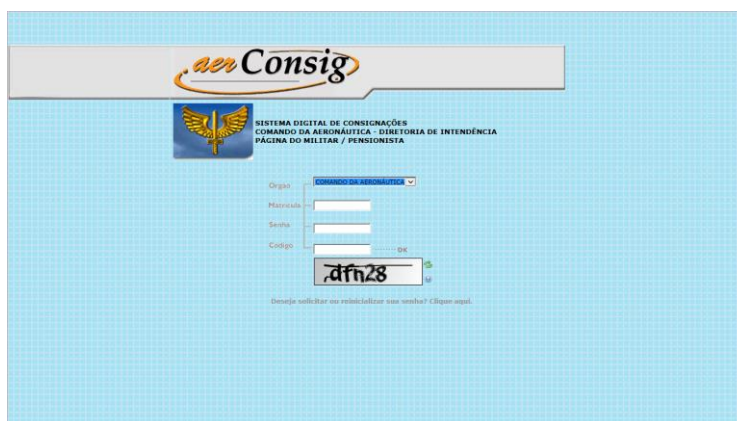 .aerConsig
SISTEMA DIGITAL DE CONSIGNAÇÕES
COMANDO DA AERONÁUTICA - DIRETORIA DE INTENDÊNCIA
PÁGINA DO MILITAR / PENSIONISTA
Órgão
COMANDO DA AERONÁUTICA
Matrícula
Senha
Código
OK
dfn28
Deseja solicitar ou reinicializar sua senha? Clique aqui.